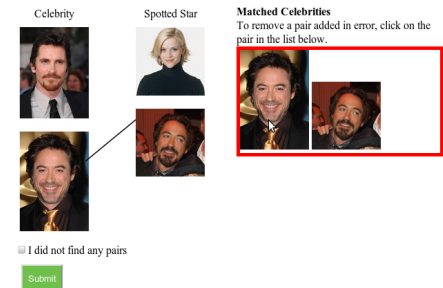 Celebrity
Spotted Star
Matched Celebrities
To remove a pair added in error, click on the
pair in the list below.
I did not find any pairs
Submit